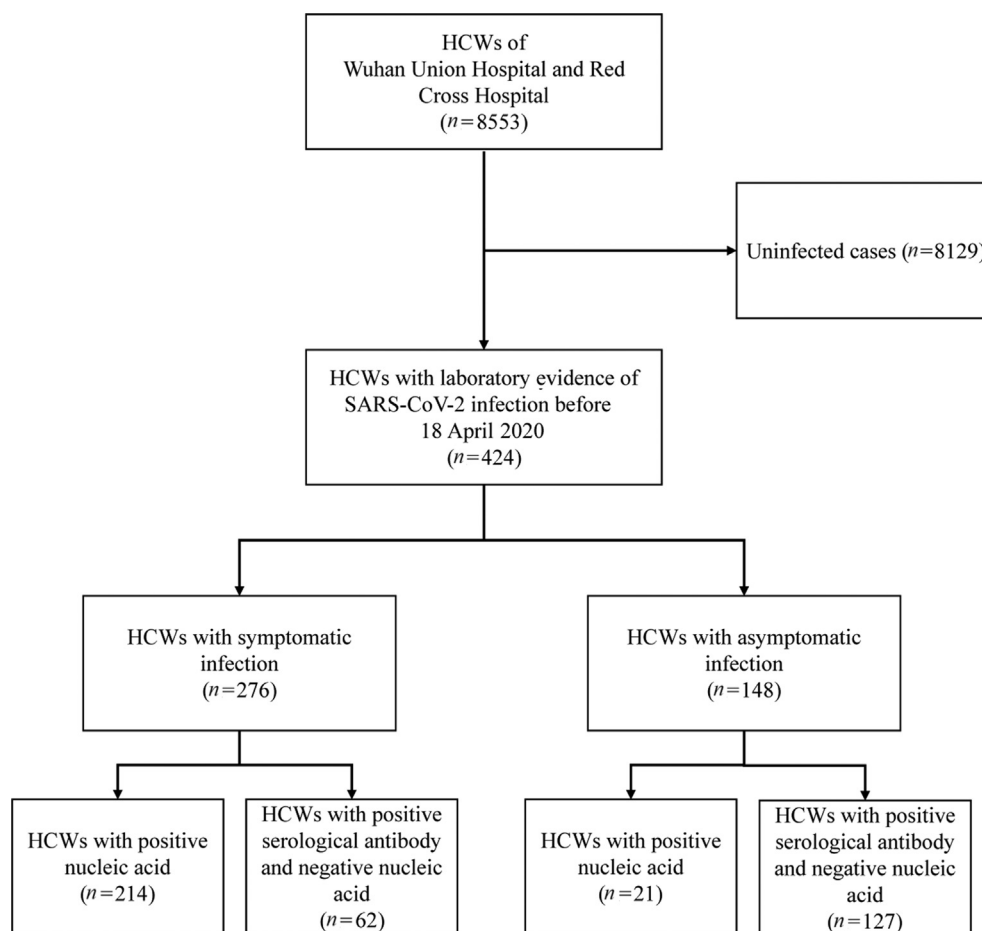 HCWs of
Wuhan Union Hospital and Red
Cross Hospital
(n=8553)
Uninfected cases (n=8129)
HCWs with laboratory evidence of
SARS-CoV-2 infection before
18 April 2020
(n=424)
HCWs with symptomatic
infection
(n=276)
HCWs with asymptomatic
infection
(n=148)
HCWs with positive
nucleic acid
(n=214)
HCWs with positive
serological antibody
and negative nucleic
acid
(n=62)
HCWs with positive
nucleic acid
(n=21)
HCWs with positive
serological antibody
and negative nucleic
acid
(n=127)